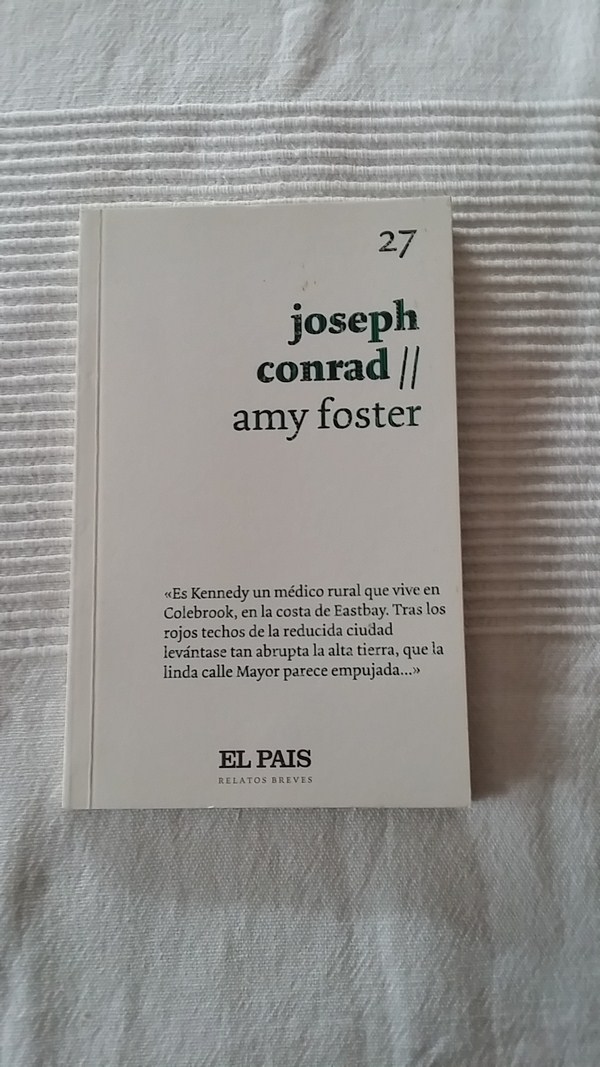 27
joseph
conrad //
amy foster
«Es Kennedy un médico rural que vive en
Colebrook, en la costa de Eastbay. Tras los
rojos techos de la reducida ciudad
levántase tan abrupta la alta tierra, que la
linda calle Mayor parece empujada...»
EL PAIS
RELATOS BREVES